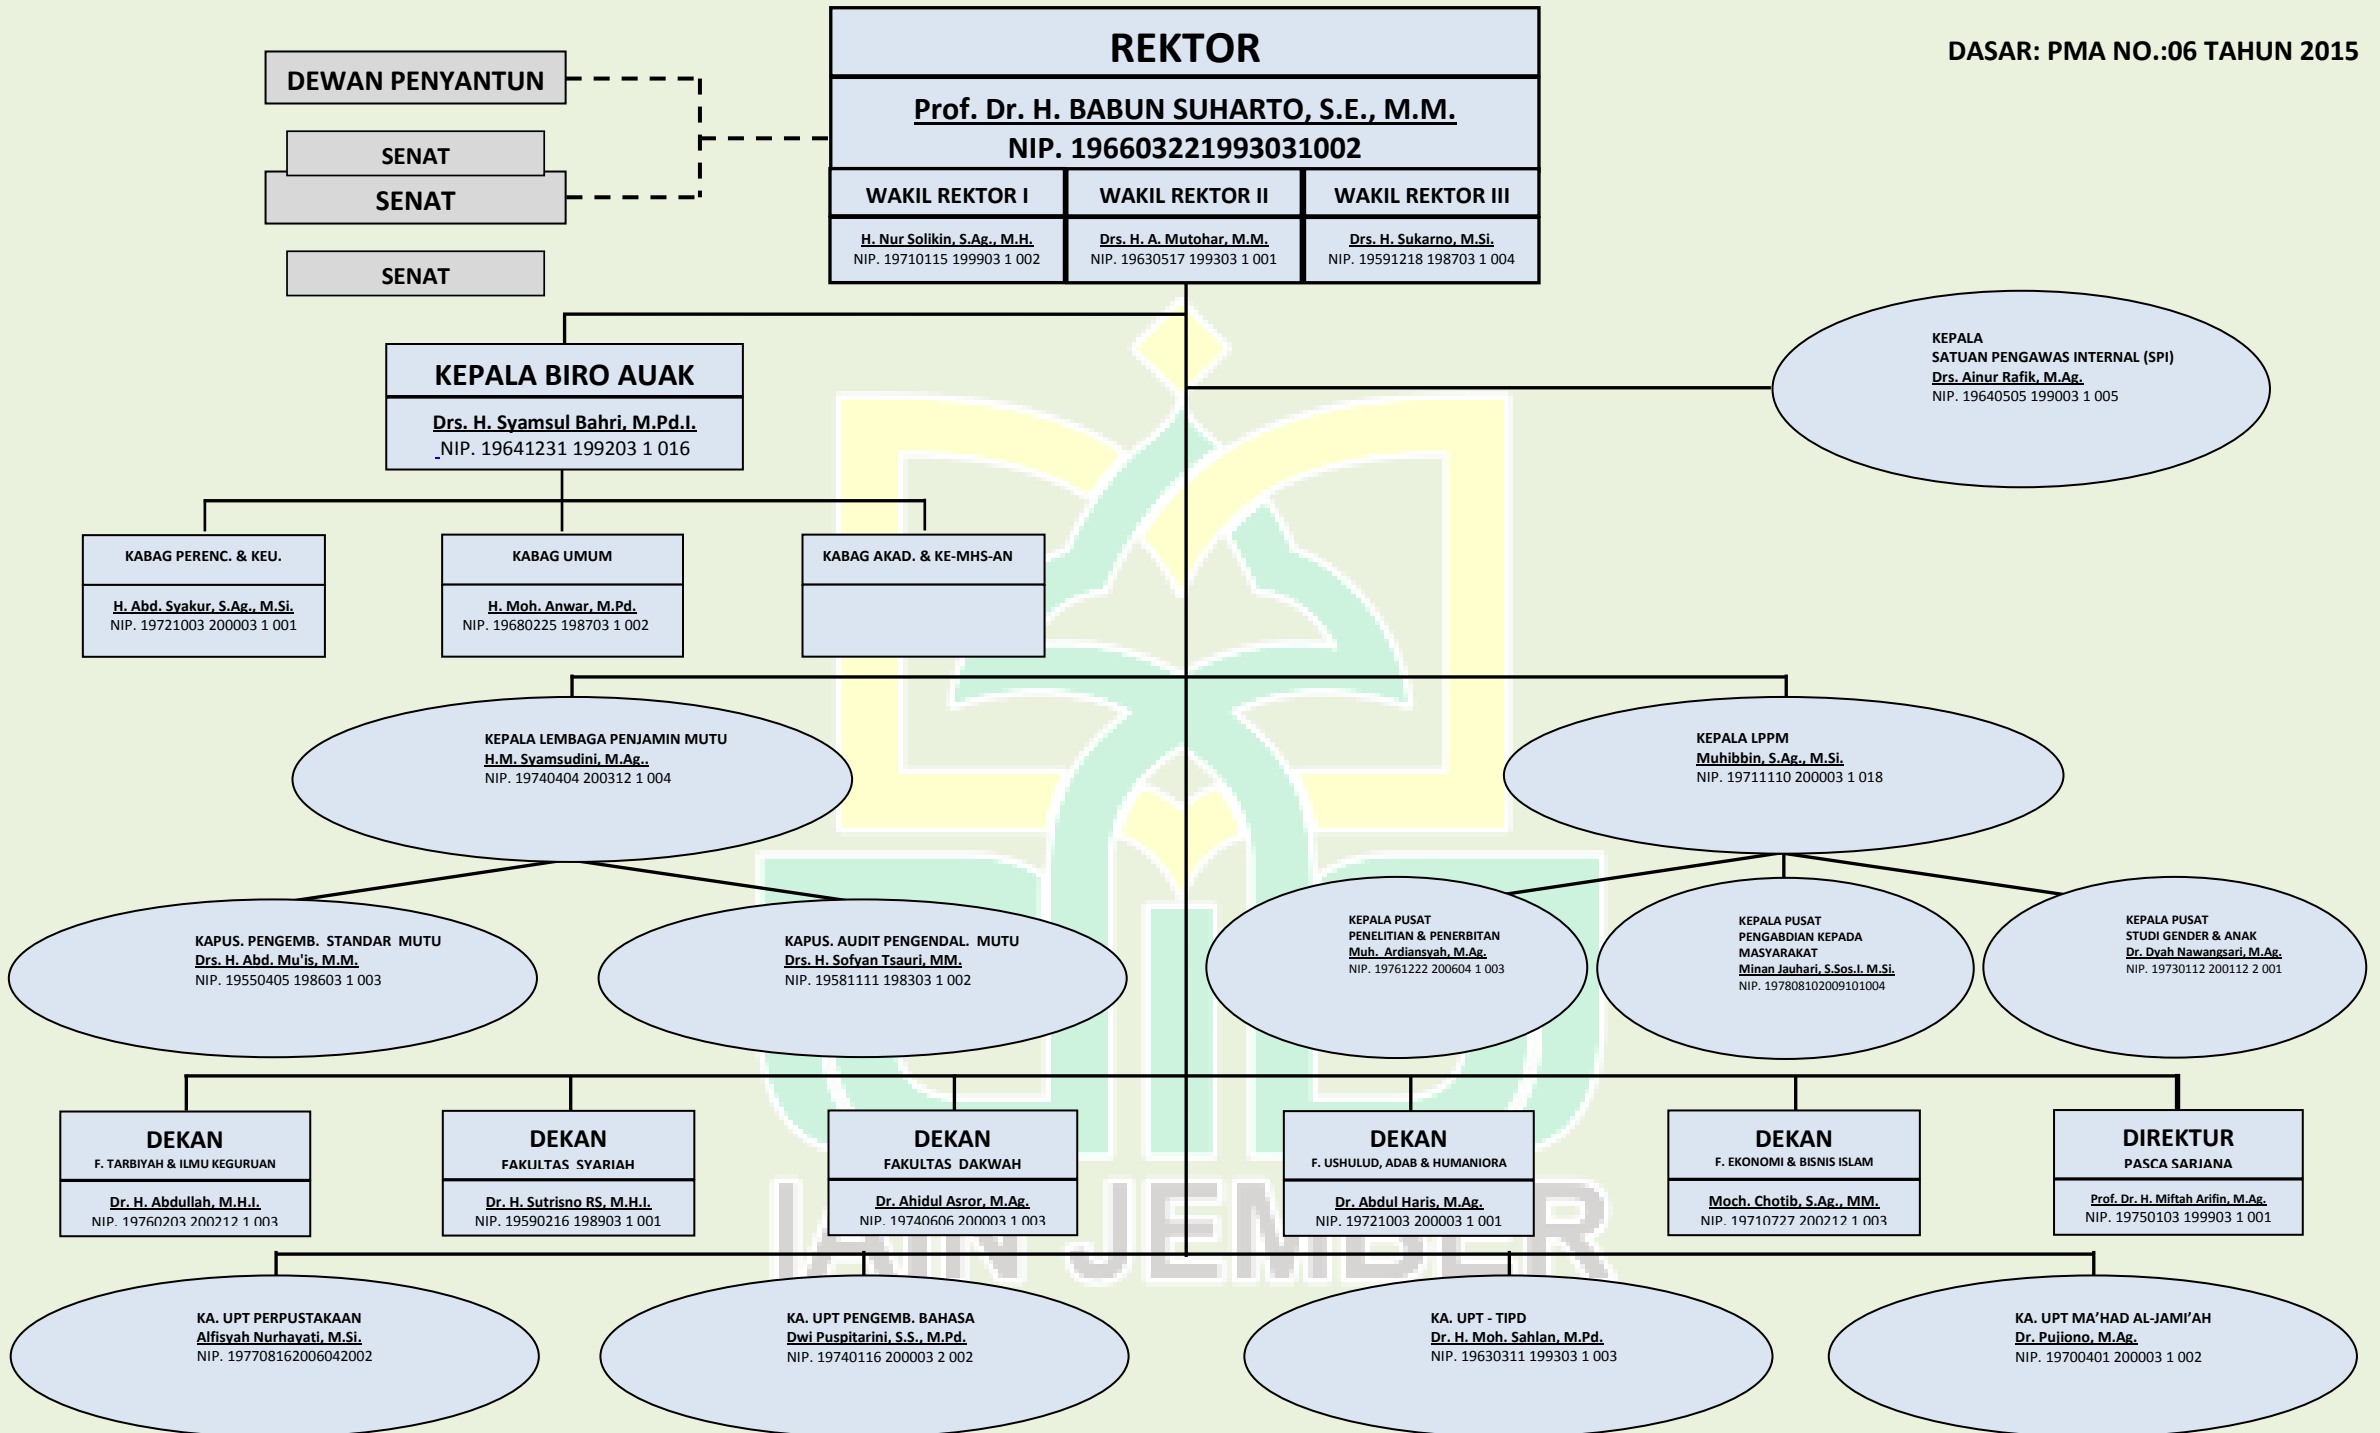 REKTOR
Prof. Dr. H. BABUN SUHARTO, S.E., M.M.
NIP. 196603221993031002
DASAR: PMA NO.:06 TAHUN 2015
DEWAN PENYANTUN
SENAT
SENAT
SENAT
WAKIL REKTOR I
H. Nur Solikin, S.Ag., M.H.
NIP. 19710115 199903 1 002
WAKIL REKTOR II
Drs. H. A. Mutohar, M.M.
NIP. 19630517 199303 1 001
WAKIL REKTOR III
Drs. H. Sukarno, M.Si.
NIP. 19591218 198703 1 004
KEPALA BIRO AUAK
Drs. H. Syamsul Bahri, M.Pd.I.
NIP. 19641231 199203 1 016
KEPALA
SATUAN PENGAWAS INTERNAL (SPI)
Drs. Ainur Rafik, M.Ag.
NIP. 19640505 199003 1 005
KABAG PERENC. & KEU.
H. Abd. Syakur, S.Ag., M.Si.
NIP. 19721003 200003 1 001
KABAG UMUM
H. Moh. Anwar, M.Pd.
NIP. 19680225 198703 1 002
KABAG AKAD. & KE-MHS-AN
KEPALA LEMBAGA PENJAMIN MUTU
H.M. Syamsudini, M.Ag..
NIP. 19740404 200312 1 004
KEPALA LPPM
Muhibbin, S.Ag., M.Si.
NIP. 19711110 200003 1 018
KAPUS. PENGEMB. STANDAR MUTU
Drs. H. Abd. Mu'is, M.M.
NIP. 19550405 198603 1 003
KAPUS. AUDIT PENGENDAL. MUTU
Drs. H. Sofyan Tsauri, MM.
NIP. 19581111 198303 1 002
KEPALA PUSAT
PENELITIAN & PENERBITAN
Muh. Ardiansyah, M.Ag.
NIP. 19761222 200604 1 003
KEPALA PUSAT
PENGABDIAN KEPADA
MASYARAKAT
Minan Jauhari, S.Sos.I. M.Si.
NIP. 197808102009101004
KEPALA PUSAT
STUDI GENDER & ANAK
Dr. Dyah Nawangsari, M.Ag.
NIP. 19730112 200112 2 001
DEKAN
F. TARBIYAH & ILMU KEGURUAN
Dr. H. Abdullah, M.H.I.
NIP. 19760203 200212 1 003
DEKAN
FAKULTAS SYARIAH
Dr. H. Sutrisno RS, M.H.I.
NIP. 19590216 198903 1 001
DEKAN
FAKULTAS DAKWAH
Dr. Ahidul Asror, M.Ag.
NIP. 19740606 200003 1 003
DEKAN
F. USHULUD, ADAB & HUMANIORA
Dr. Abdul Haris, M.Ag.
NIP. 19721003 200003 1 001
DEKAN
F. EKONOMI & BISNIS ISLAM
Moch. Chotib, S.Ag., MM.
NIP. 19710727 200212 1 003
DIREKTUR
PASCA SARJANA
Prof. Dr. H. Miftah Arifin, M.Ag.
NIP. 19750103 199903 1 001
IAIN JEMBER
KA. UPT PERPUSTAKAAN
Alfisyah Nurhayati, M.Si.
NIP. 197708162006042002
KA. UPT PENGEMB. BAHASA
Dwi Puspitarini, S.S., M.Pd.
NIP. 19740116 200003 2 002
KA. UPT - TIPD
Dr. H. Moh. Sahlan, M.Pd.
NIP. 19630311 199303 1 003
KA. UPT MA’HAD AL-JAMI’AH
Dr. Pujiono, M.Ag.
NIP. 19700401 200003 1 002